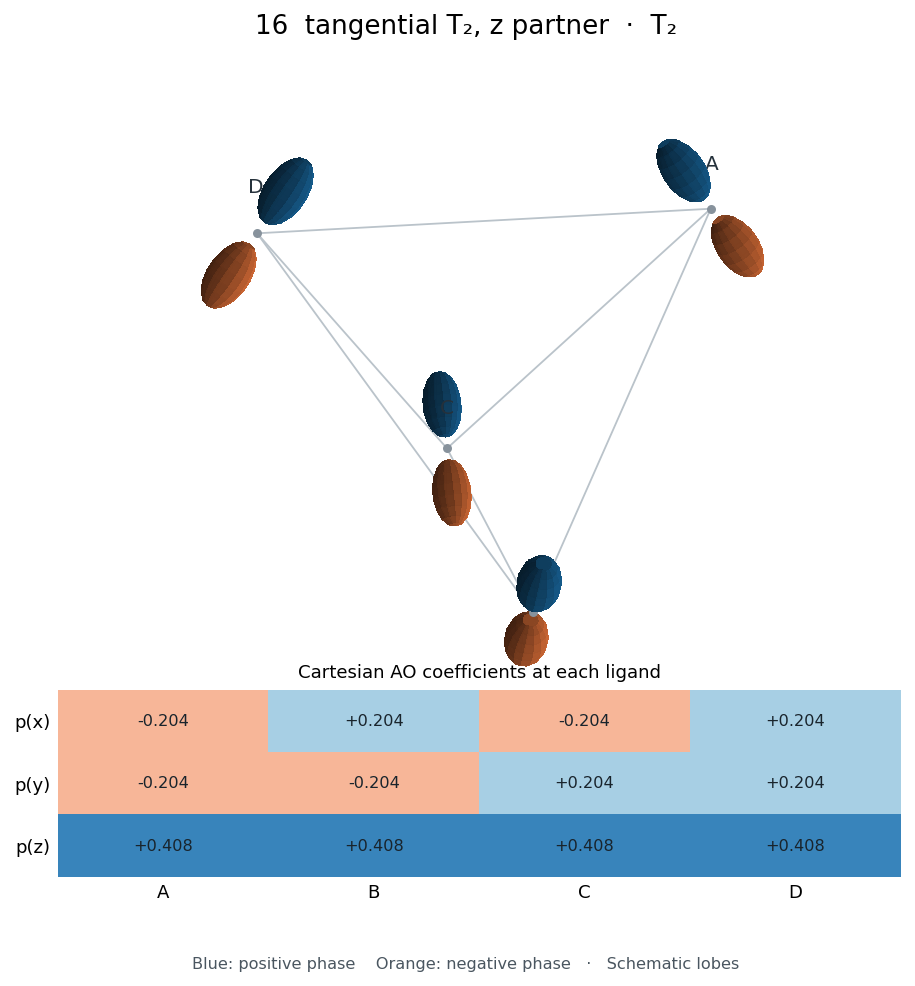 16  tangential T₂, z partner  ·  T₂
D
A
Cartesian AO coefficients at each ligand
p(x) -0.204 +0.204 -0.204 +0.204
p(y) -0.204 -0.204 +0.204 +0.204
p(z) +0.408 +0.408 +0.408 +0.408
A B C D
Blue: positive phase    Orange: negative phase   ·   Schematic lobes